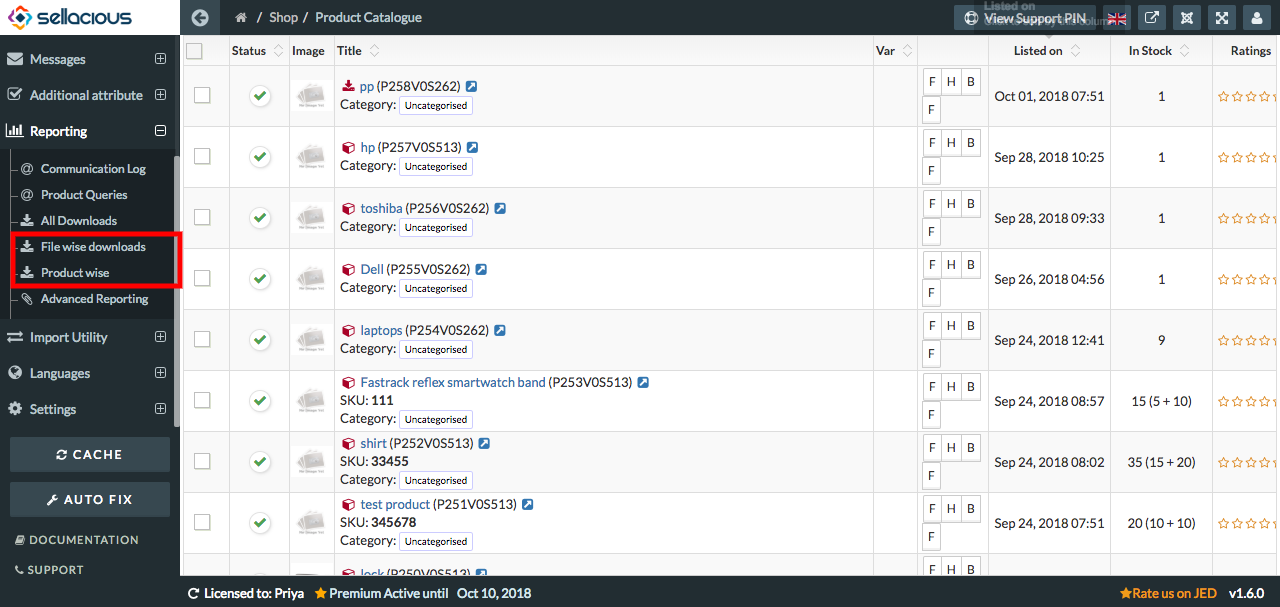 sellacious
/ Shop / Product Catalogue
Listed on
View Support PIN
Messages
Additional attribute
Reporting
@ Communication Log
@ Product Queries
All Downloads
File wise downloads
Product wise
Advanced Reporting
Import Utility
Languages
Settings
CACHE
AUTO FIX
DOCUMENTATION
SUPPORT
Status Image Title Var Listed on In Stock Ratings
pp (P258V0S262)
Category: Uncategorised
F H B
F
Oct 01, 2018 07:51 1
hp (P257V0S513)
Category: Uncategorised
F H B
F
Sep 28, 2018 10:25 1
toshiba (P256V0S262)
Category: Uncategorised
F H B
F
Sep 28, 2018 09:33 1
Dell (P255V0S262)
Category: Uncategorised
F H B
F
Sep 26, 2018 04:56 1
laptops (P254V0S262)
Category: Uncategorised
F H B
F
Sep 24, 2018 12:41 9
Fastrack reflex smartwatch band (P253V0S513)
SKU: 111
Category: Uncategorised
F H B
F
Sep 24, 2018 08:57 15 (5 + 10)
shirt (P252V0S513)
SKU: 33455
Category: Uncategorised
F H B
F
Sep 24, 2018 08:02 35 (15 + 20)
test product (P251V0S513)
SKU: 345678
Category: Uncategorised
F H B
F
Sep 24, 2018 07:51 20 (10 + 10)
lock (P250V0S513)
F H B
Licensed to: Priya Premium Active until Oct 10, 2018
Rate us on JED v1.6.0